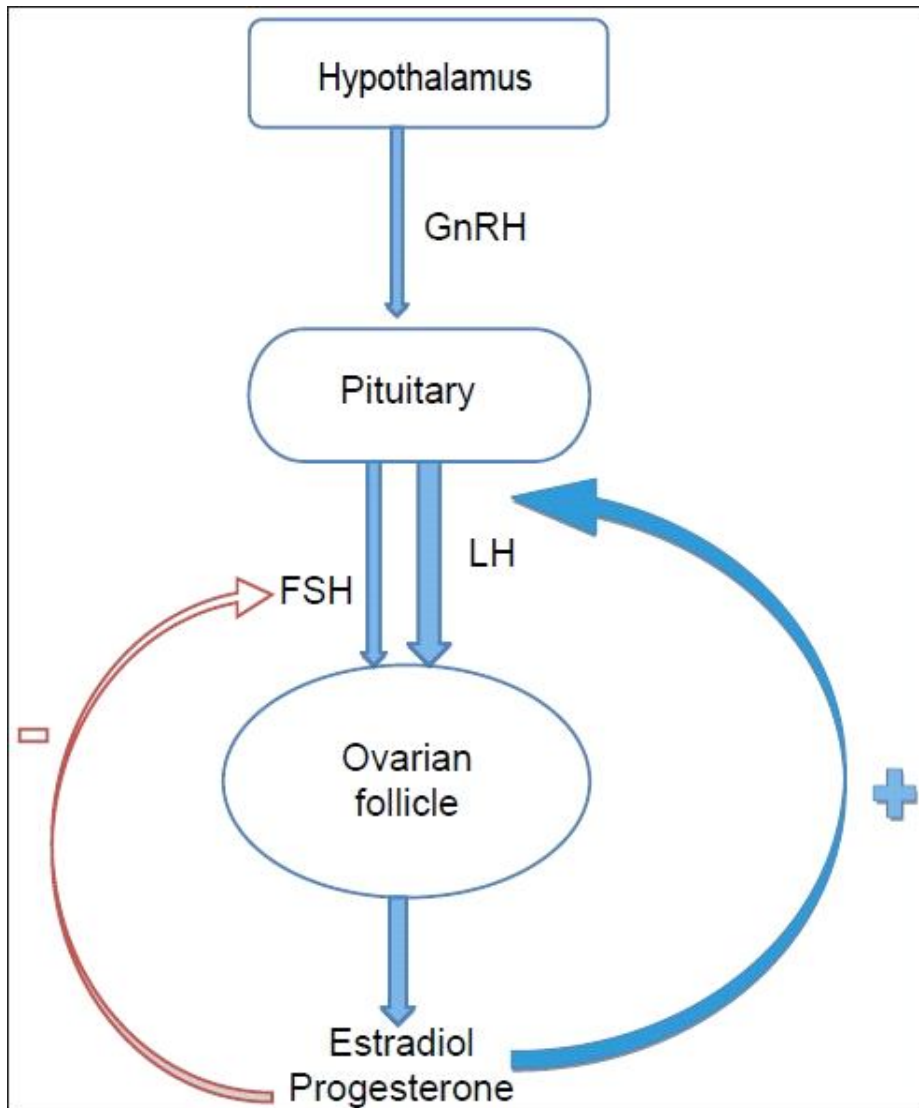 Hypothalamus
GnRH
Pituitary
LH
FSH
Ovarian
follicle
Estradiol
Progesterone